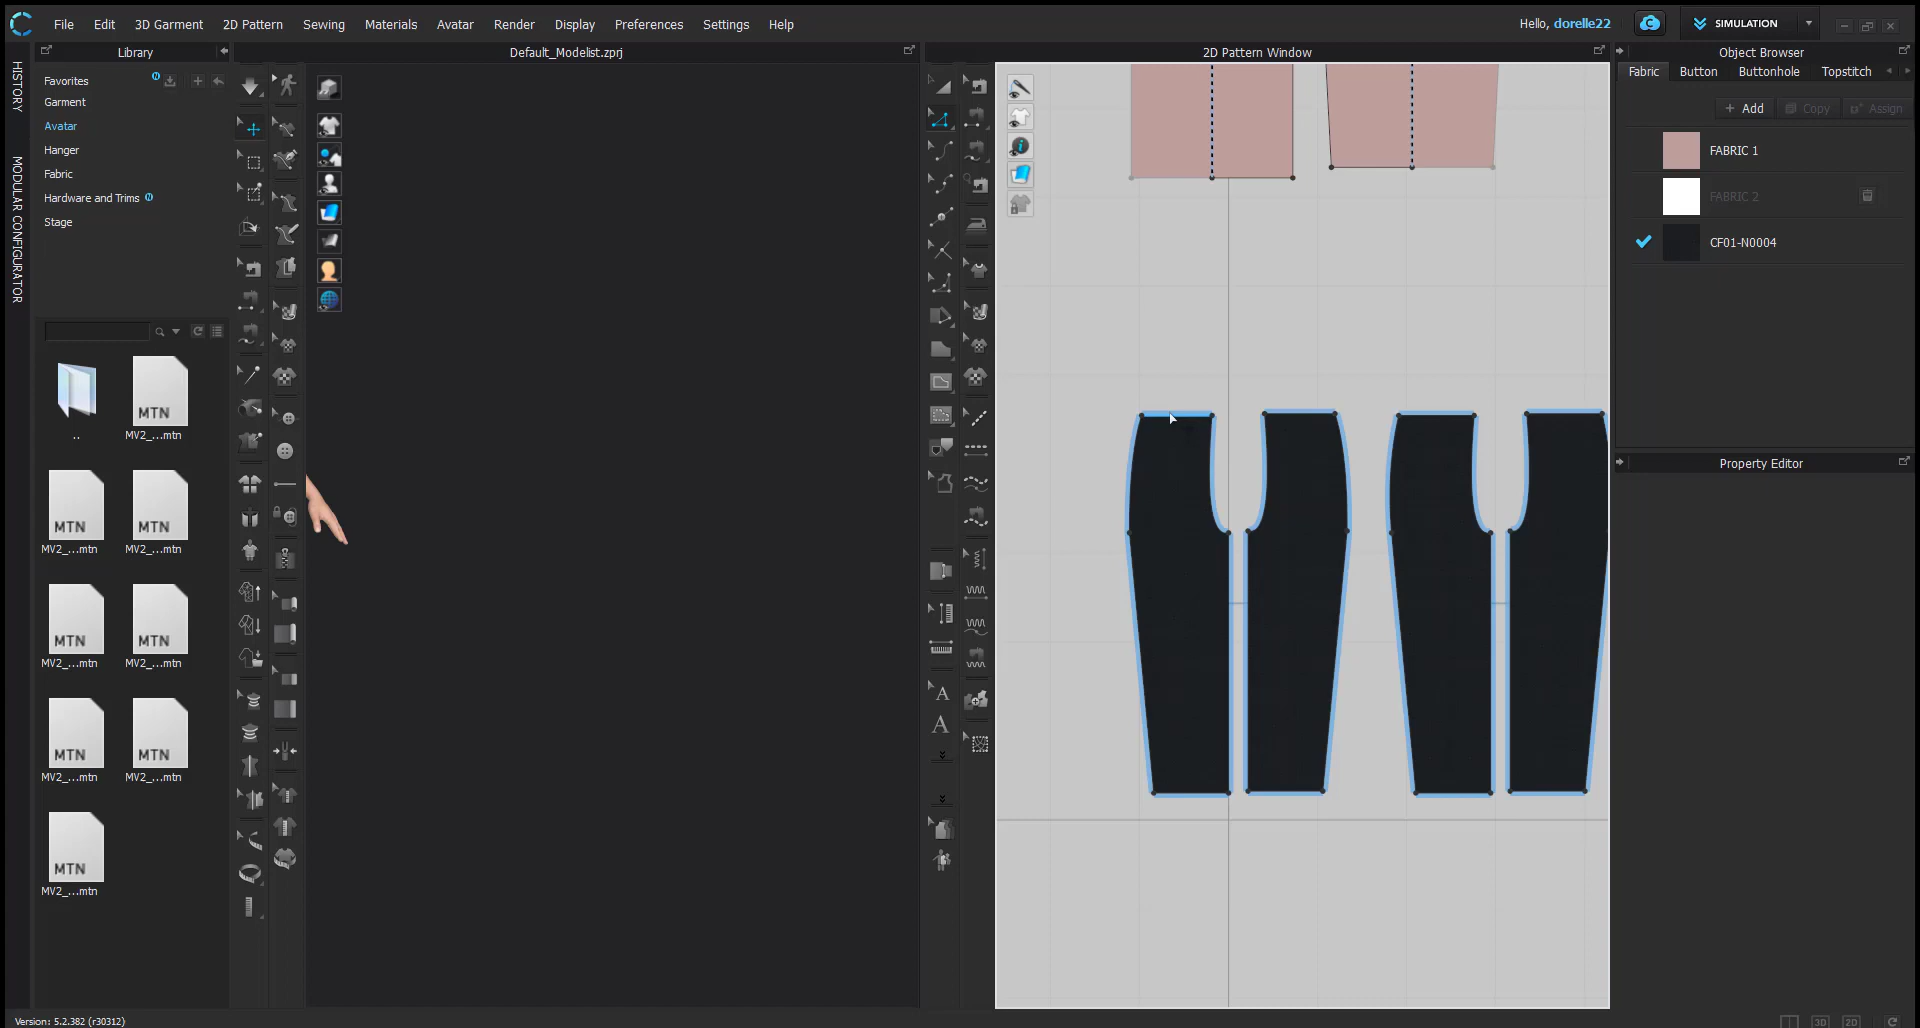 File Edit 3D Garment 2D Pattern Sewing Materials Avatar Render Display Preferences Settings Help
Hello, dorelle22
SIMULATION
Library
Default_Modelist.zprj
2D Pattern Window
Object Browser
HISTORY
MODULAR CONFIGURATOR
Favorites
N
Garment
Avatar
Hanger
Fabric
Hardware and Trims N
Stage
Fabric Button Buttonhole Topstitch
+ Add Copy Assign
FABRIC 1
FABRIC 2
CF01-N0004
Property Editor
..
MTN
MV2_...mtn
MTN
MV2_...mtn
MTN
MV2_...mtn
MTN
MV2_...mtn
MTN
MV2_...mtn
MTN
MV2_...mtn
MTN
MV2_...mtn
MTN
MV2_...mtn
A
A
Version: 5.2.382 (r30312)
3D
2D